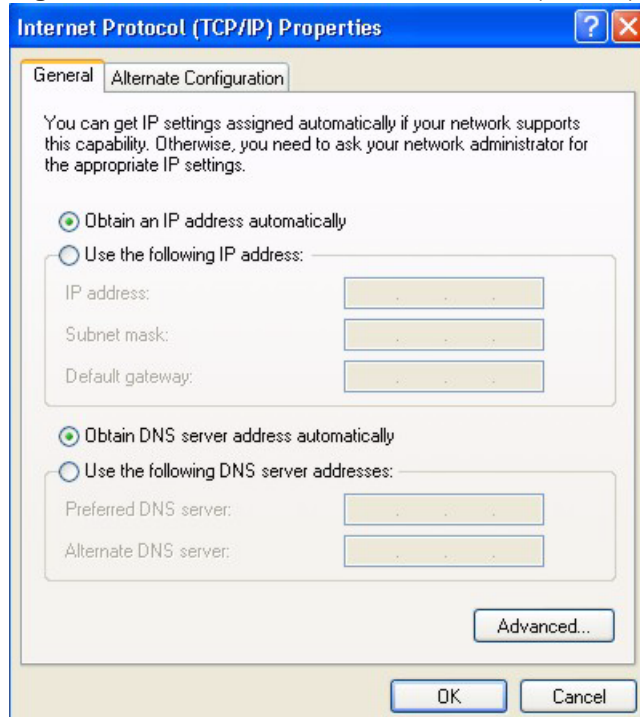 Internet Protocol (TCP/IP) Properties
General
Alternate Configuration
You can get IP settings assigned automatically if your network supports
this capability. Otherwise, you need to ask your network administrator for
the appropriate IP settings.
Obtain an IP address automatically
Use the following IP address:
IP address:
Subnet mask:
Default gateway:
Obtain DNS server address automatically
Use the following DNS server addresses:
Preferred DNS server:
Alternate DNS server:
Advanced...
OK
Cancel